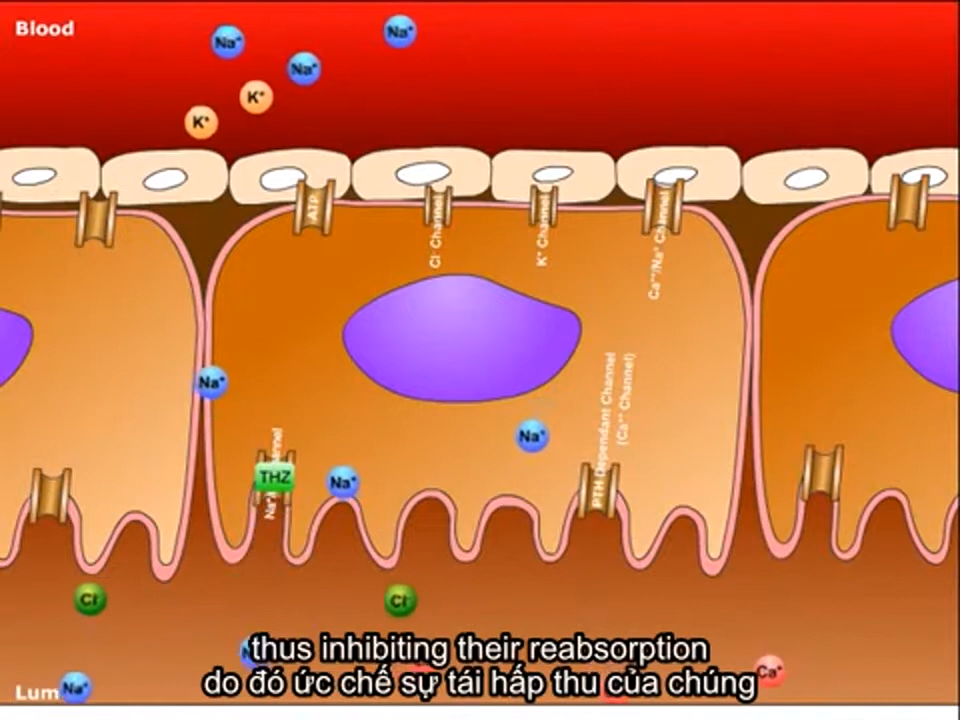 Blood
Na⁺
Na⁺
Na⁺
K⁺
K⁺
ATP
Cl⁻ Channel
K⁺ Channel
Ca⁺⁺/Na⁺ Channel
Na⁺
PTH Dependant Channel
(Ca⁺⁺ Channel)
Na⁺
THZ
Na⁺
Cl⁻
Cl⁻
thus inhibiting their reabsorption
do đó ức chế sự tái hấp thu của chúng
Ca⁺
Lum
Na⁺